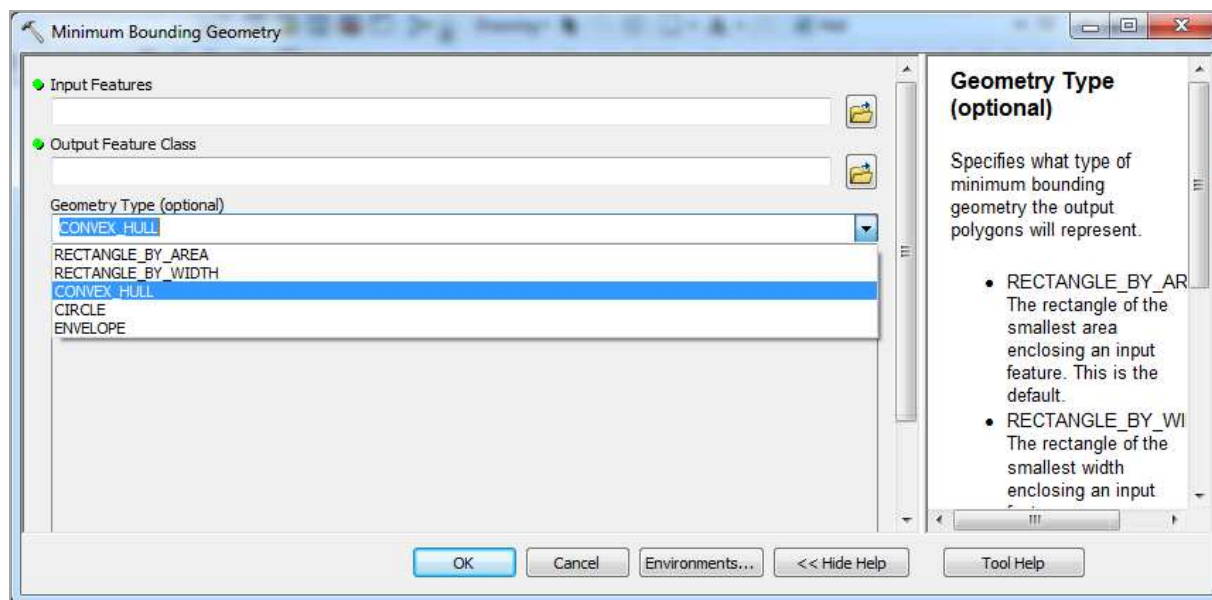 Minimum Bounding Geometry
Input Features
Output Feature Class
Geometry Type (optional)
CONVEX_HULL
RECTANGLE_BY_AREA
RECTANGLE_BY_WIDTH
CONVEX_HULL
CIRCLE
ENVELOPE
OK
Cancel
Environments...
<< Hide Help
Geometry Type
(optional)
Specifies what type of
minimum bounding
geometry the output
polygons will represent.
• RECTANGLE_BY_AR
The rectangle of the
smallest area
enclosing an input
feature. This is the
default.
• RECTANGLE_BY_WI
The rectangle of the
smallest width
enclosing an input
Tool Help